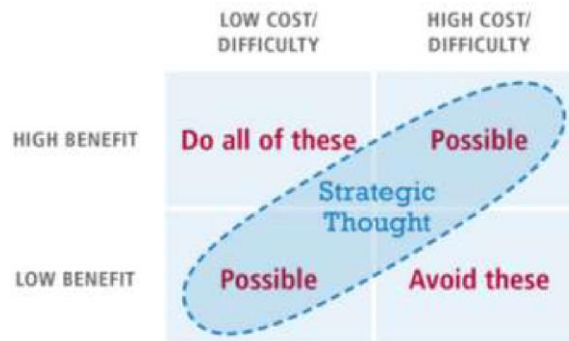 LOW COST/
DIFFICULTY
HIGH COST/
DIFFICULTY
HIGH BENEFIT
Do all of these
Possible
Strategic
Thought
LOW BENEFIT
Possible
Avoid these